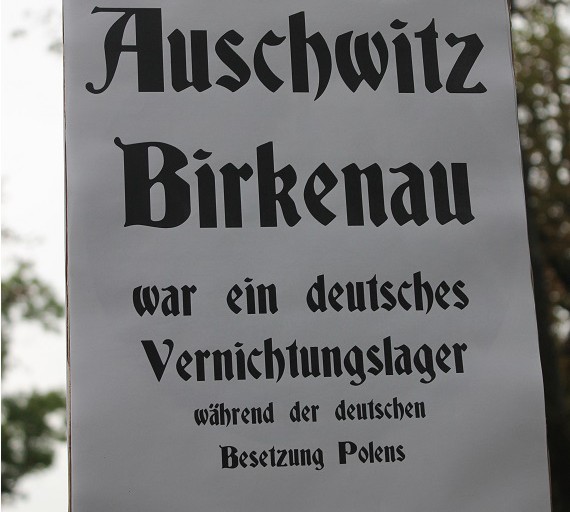 Auschwitz
Birkenau
war ein deutsches
Vernichtungslager
während der deutschen
Besetzung Polens